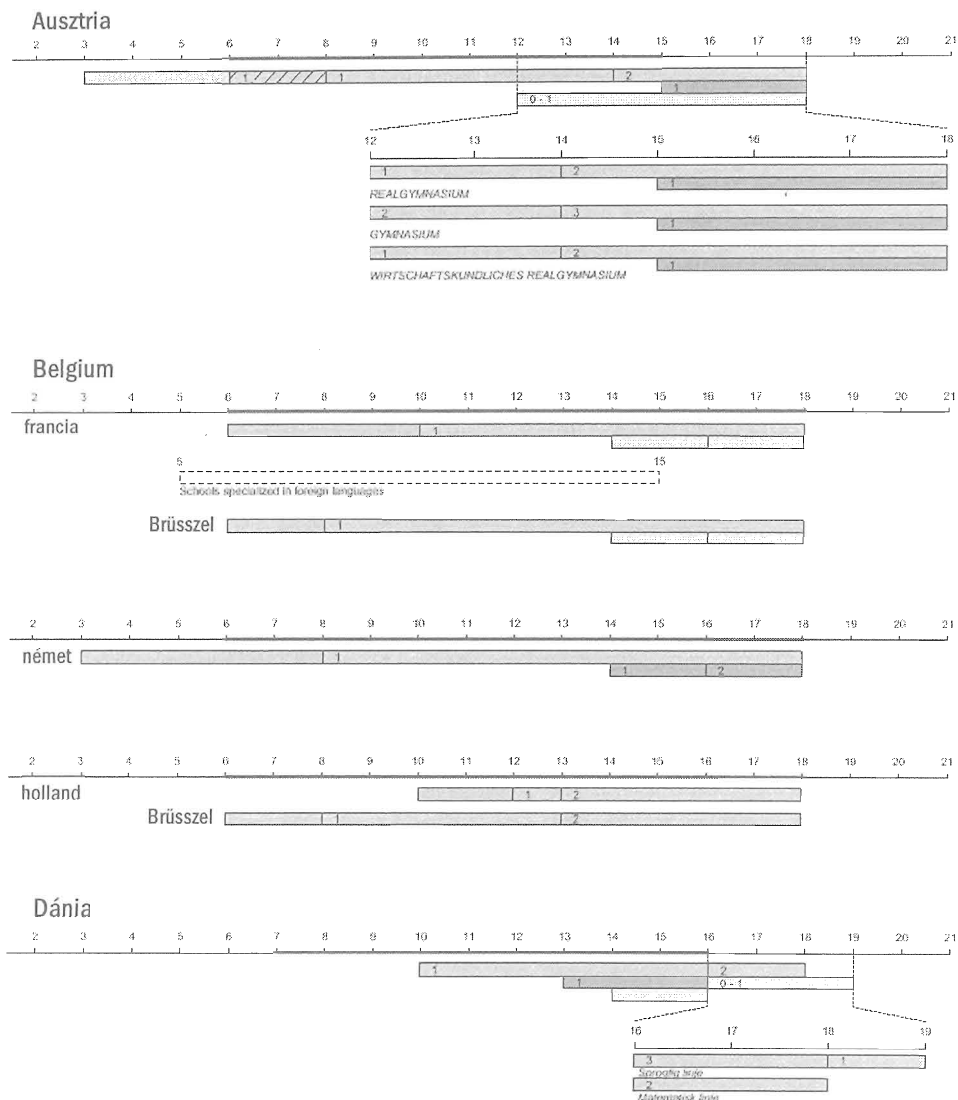 Ausztria
2 3 4 5 6 7 8 9 10 11 12 13 14 15 16 17 18 19 20 21
1 1 2
1
0 - 1
12 13 14 15 16 17 18
1 2
1
REALGYMNASIUM
2 3
1
GYMNASIUM
1 2
1
WIRTSCHAFTSKUNDLICHES REALGYMNASIUM
Belgium
2 3 4 5 6 7 8 9 10 11 12 13 14 15 16 17 18 19 20 21
francia
1
5 15
Schools specialized in foreign languages
Brüsszel
1
2 3 4 5 6 7 8 9 10 11 12 13 14 15 16 17 18 19 20 21
német
1
1 2
2 3 4 5 6 7 8 9 10 11 12 13 14 15 16 17 18 19 20 21
holland
1 2
Brüsszel
1 2
Dánia
2 3 4 5 6 7 8 9 10 11 12 13 14 15 16 17 18 19 20 21
1 2
1 0 - 1
16 17 18 19
3 1
Sproglig linje
2
Matematisk linje